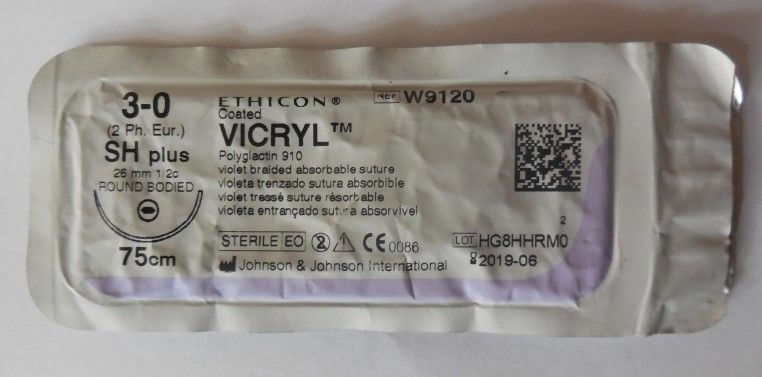 3-0
(2 Ph. Eur.)
SH plus
26 mm 1/2c
ROUND BODIED
75cm
ETHICON®
Coated
VICRYL™
Polyglactin 910
violet braided absorbable suture
violeta trenzado sutura absorbible
violet tressé suture résorbable
violeta entrançado sutura absorvível
STERILE EO 2 CE 0086
Johnson & Johnson International
REF W9120
2
LOT HG8HHRM0
2019-06